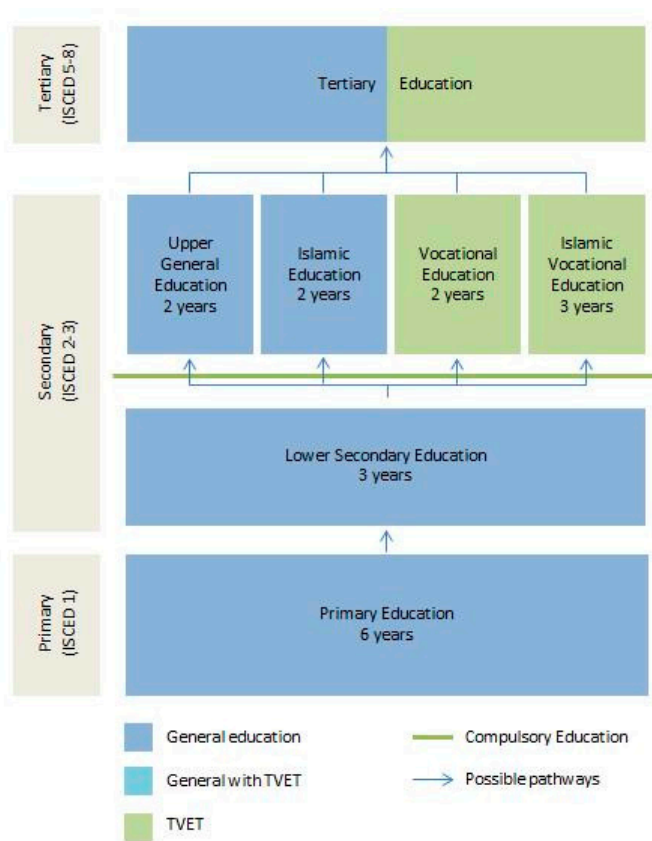 Tertiary
(ISCED 5-8)
Tertiary Education
Secondary
(ISCED 2-3)
Upper
General
Education
2 years
Islamic
Education
2 years
Vocational
Education
2 years
Islamic
Vocational
Education
3 years
Lower Secondary Education
3 years
Primary
(ISCED 1)
Primary Education
6 years
General education
Compulsory Education
General with TVET
Possible pathways
TVET